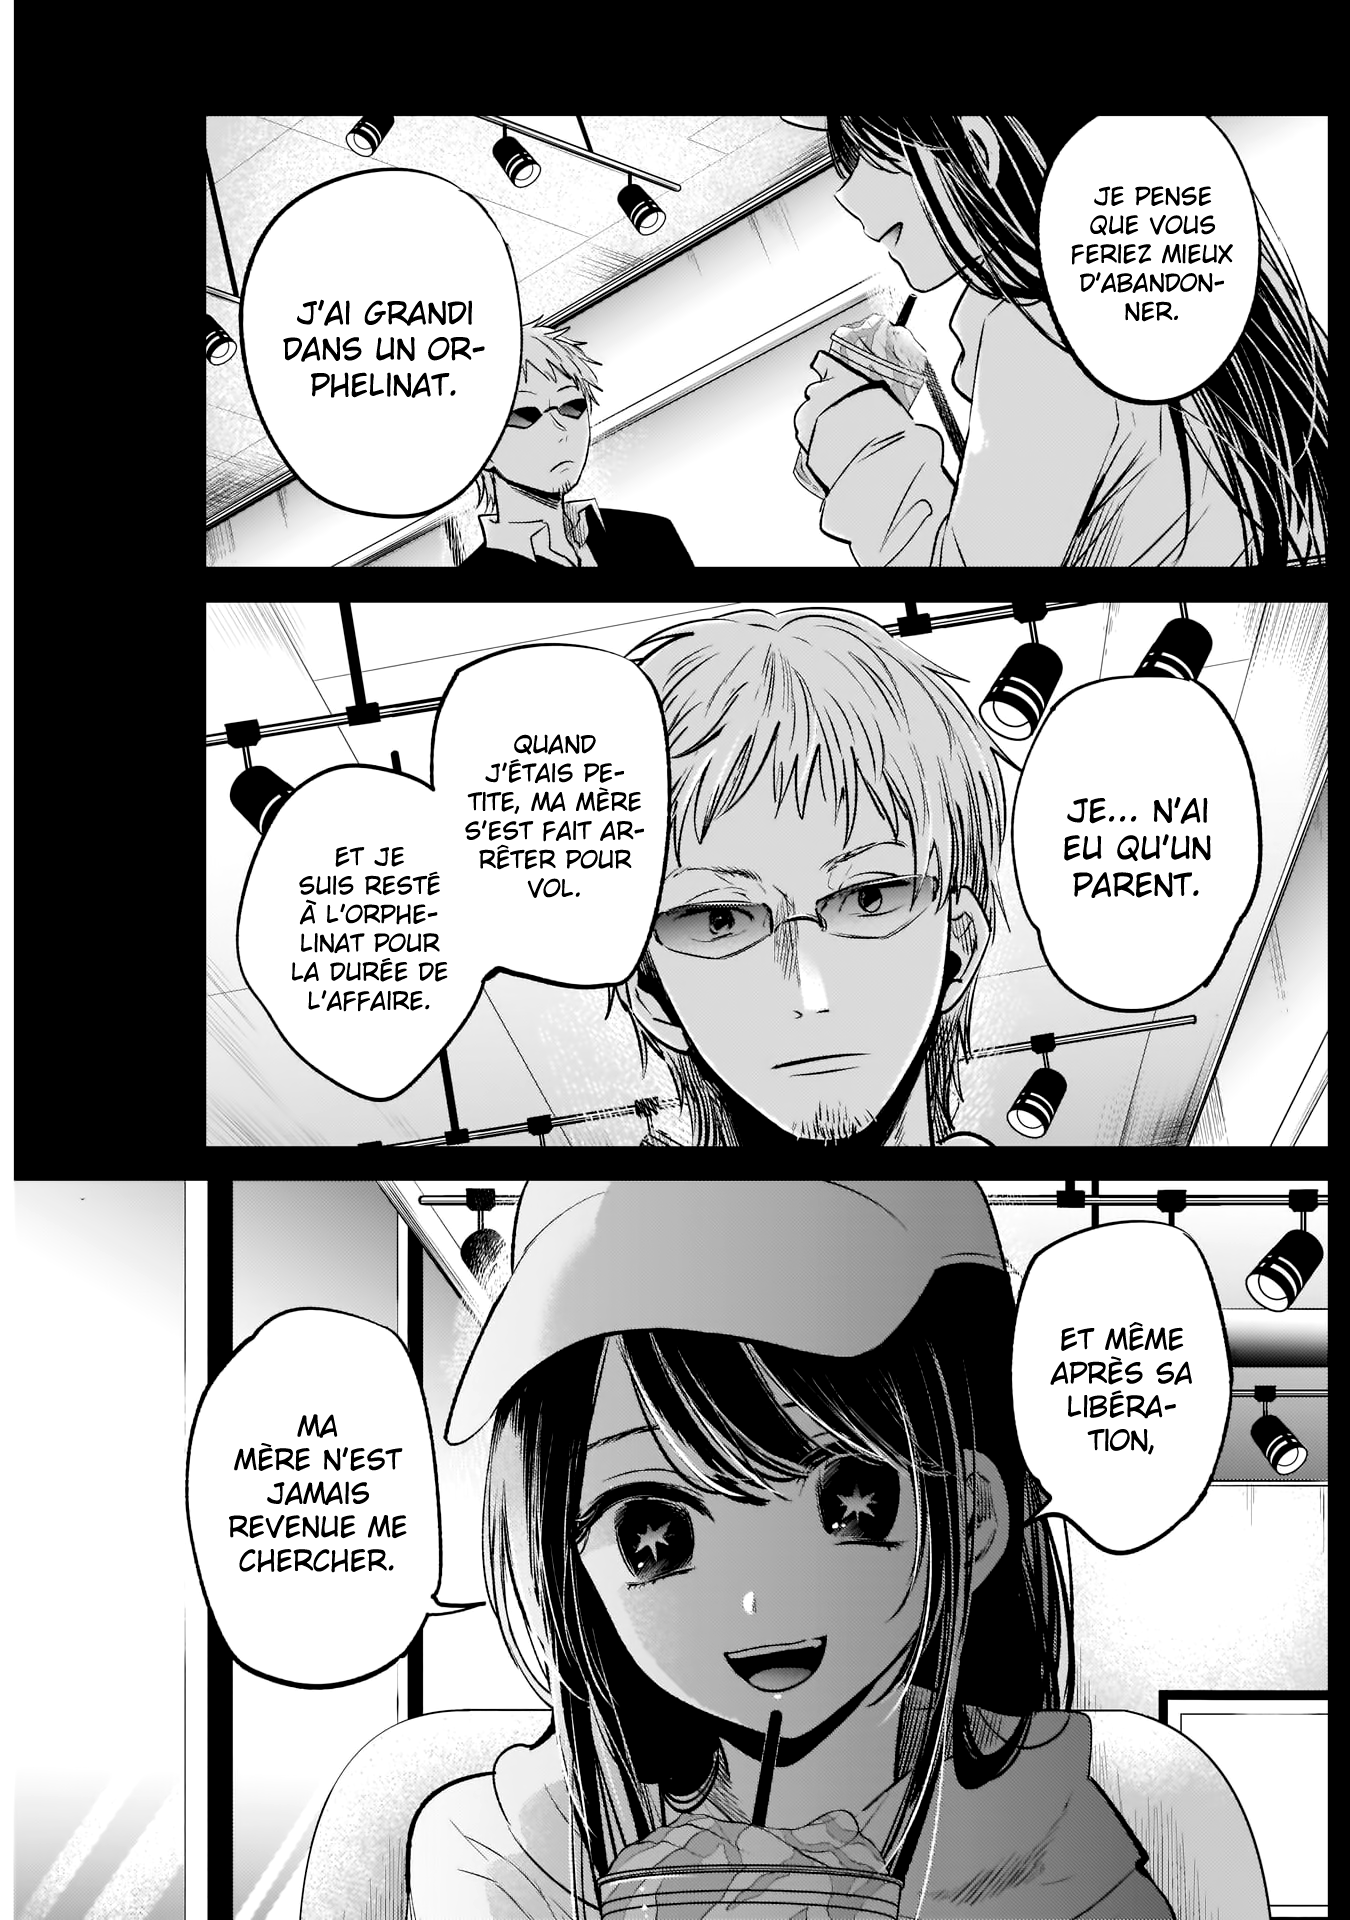 JE PENSE
QUE VOUS
FERIEZ MIEUX
D'ABANDON-
NER.
J'AI GRANDI
DANS UN OR-
PHELINAT.
JE... N'AI
EU QU'UN
PARENT.
QUAND
J'ÉTAIS PE-
TITE, MA MÈRE
S'EST FAIT AR-
RÊTER POUR
VOL.
ET JE
SUIS RESTÉ
À L'ORPHE-
LINAT POUR
LA DURÉE DE
L'AFFAIRE.
ET MÊME
APRÈS SA
LIBÉRA-
TION,
MA
MÈRE N'EST
JAMAIS
REVENUE ME
CHERCHER.